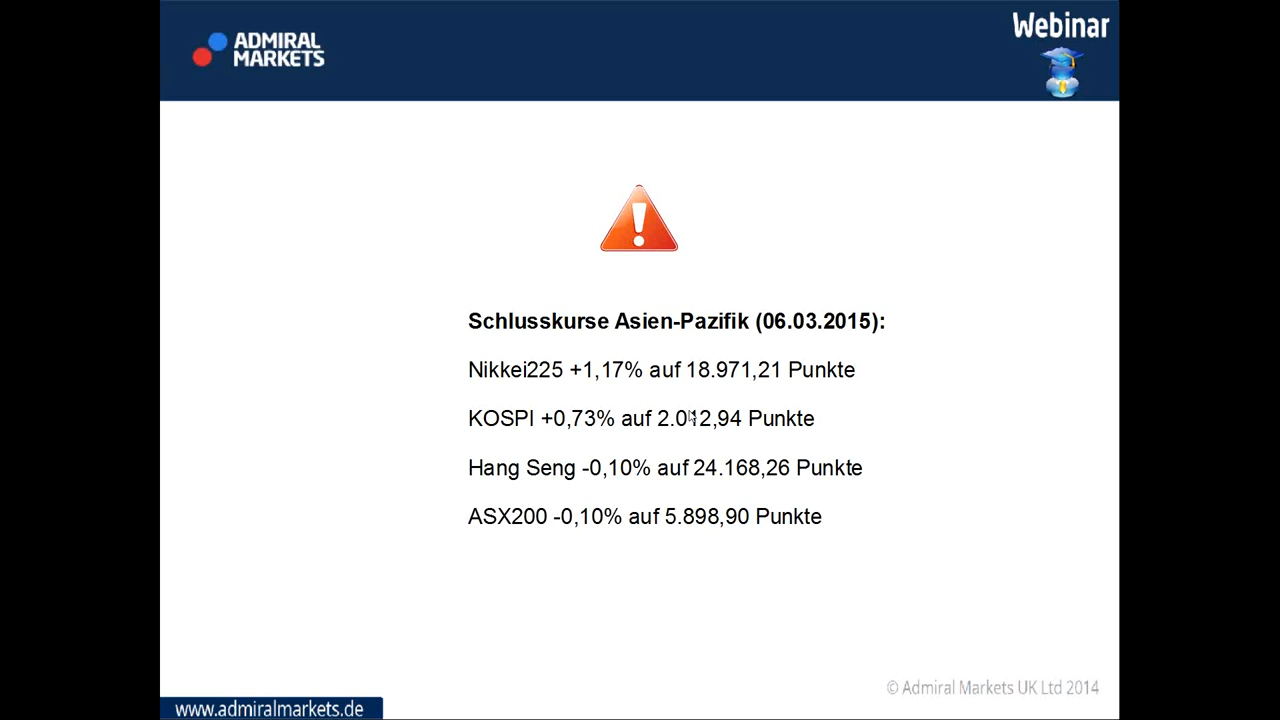 ADMIRAL
MARKETS
Webinar
Schlusskurse Asien-Pazifik (06.03.2015):
Nikkei225 +1,17% auf 18.971,21 Punkte
KOSPI +0,73% auf 2.012,94 Punkte
Hang Seng -0,10% auf 24.168,26 Punkte
ASX200 -0,10% auf 5.898,90 Punkte
© Admiral Markets UK Ltd 2014
www.admiralmarkets.de